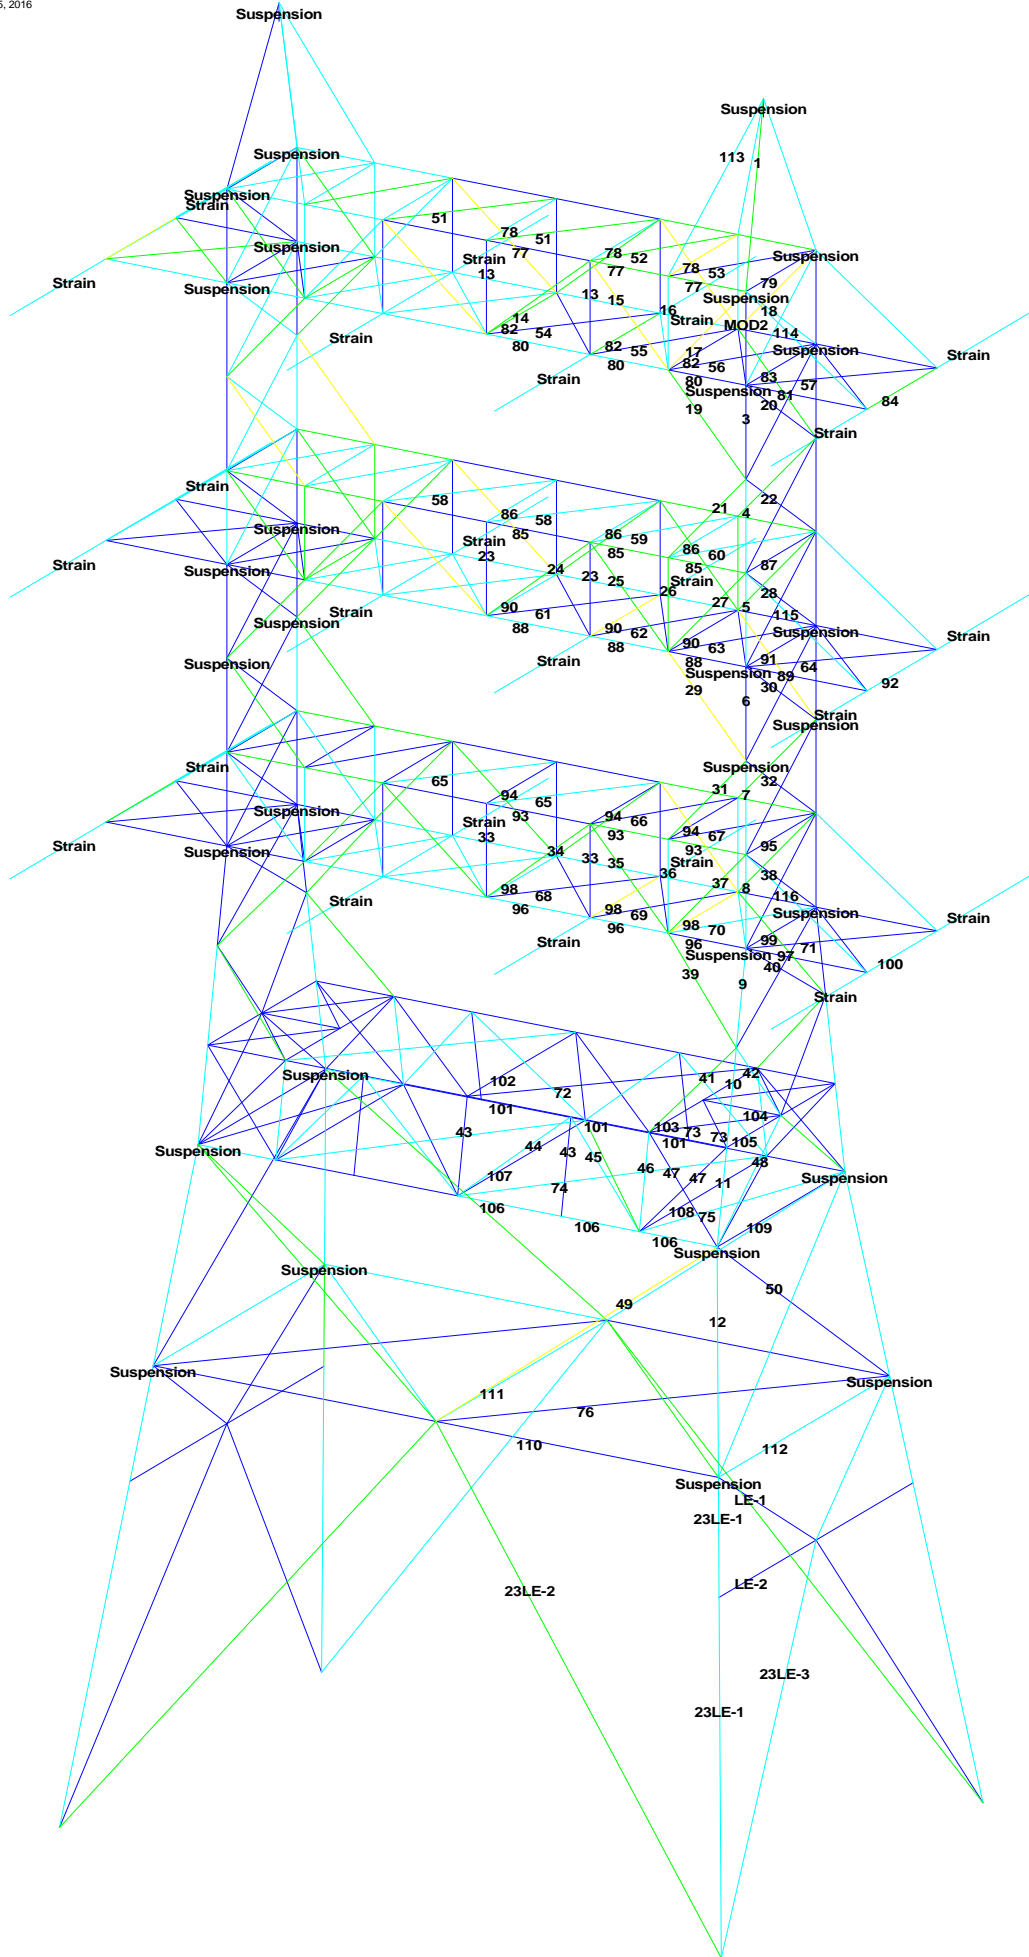 5, 2016
Suspension
Suspension
113
1
Suspension
Suspension
Strain
51
78
51
77
Suspension
Strain
13
78
52
77
Suspension
78
53
77
79
Strain
Suspension
Suspension
18
13
15
16
14
Strain
MOD2
114
82
54
80
Strain
82
55
80
17
Suspension
Strain
82
56
80
83
57
Strain
Suspension
81
84
19
20
3
Strain
Strain
58
86
58
85
21
22
4
Suspension
Strain
23
86
59
85
86
60
85
87
Strain
Suspension
24
23
25
Strain
26
28
27
5
115
90
61
88
Strain
90
62
88
Suspension
Strain
Suspension
90
63
88
91
64
Strain
Suspension
89
92
29
30
6
Strain
Suspension
Strain
Suspension
65
94
65
93
31
32
7
Suspension
Strain
33
94
66
93
94
67
93
95
Strain
Suspension
34
33
35
Strain
36
38
37
8
116
98
68
96
Strain
98
69
96
Suspension
Strain
98
70
96
99
71
Strain
Suspension
97
100
39
40
9
Strain
Suspension
102
72
101
41
42
10
43
101
103
73
101
104
73
105
Suspension
44
43
45
46
47
47
48
11
Suspension
107
74
106
106
108
75
109
106
Suspension
Suspension
50
49
12
Suspension
Suspension
111
76
110
112
Suspension
LE-1
23LE-1
23LE-2
LE-2
23LE-3
23LE-1